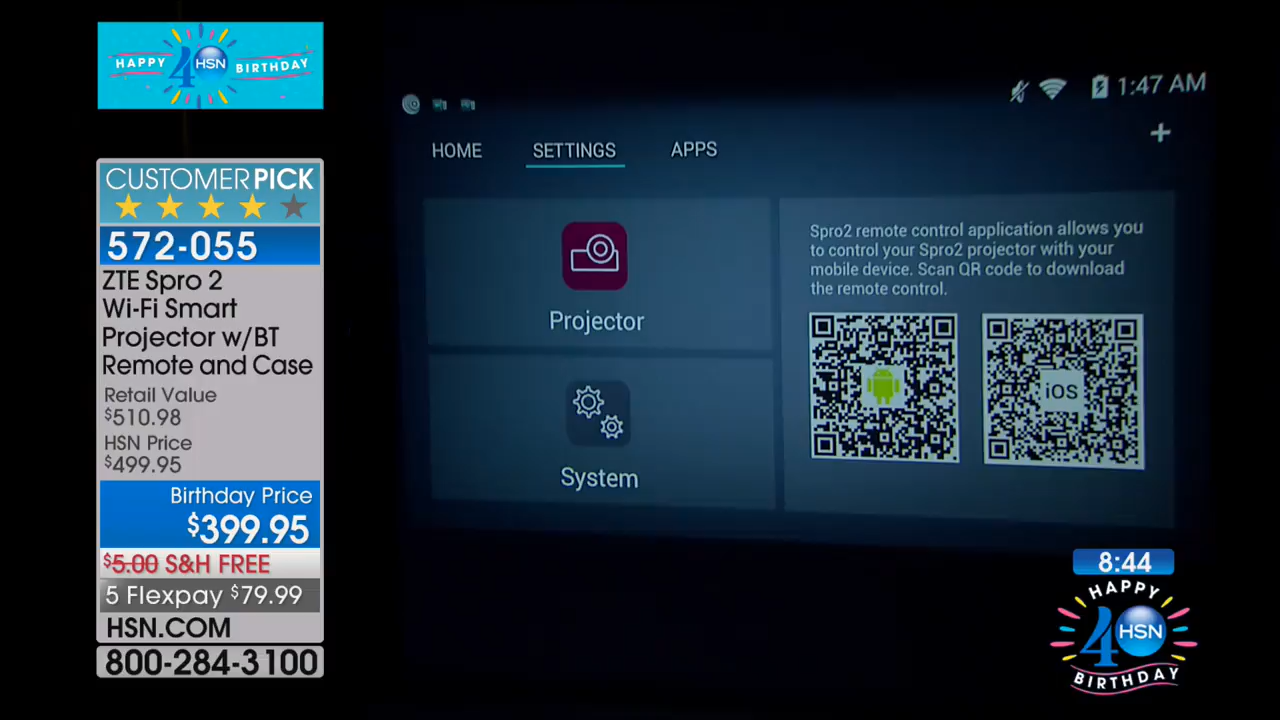 HAPPY 40 HSN BIRTHDAY
CUSTOMER PICK
572-055
ZTE Spro 2
Wi-Fi Smart
Projector w/BT
Remote and Case
Retail Value
$510.98
HSN Price
$499.95
Birthday Price
$399.95
$5.00 S&H FREE
5 Flexpay $79.99
HSN.COM
800-284-3100
1:47 AM
HOME SETTINGS APPS
+
Projector
System
Spro2 remote control application allows you
to control your Spro2 projector with your
mobile device. Scan QR code to download
the remote control.
iOS
8:44
HAPPY
40 HSN
BIRTHDAY